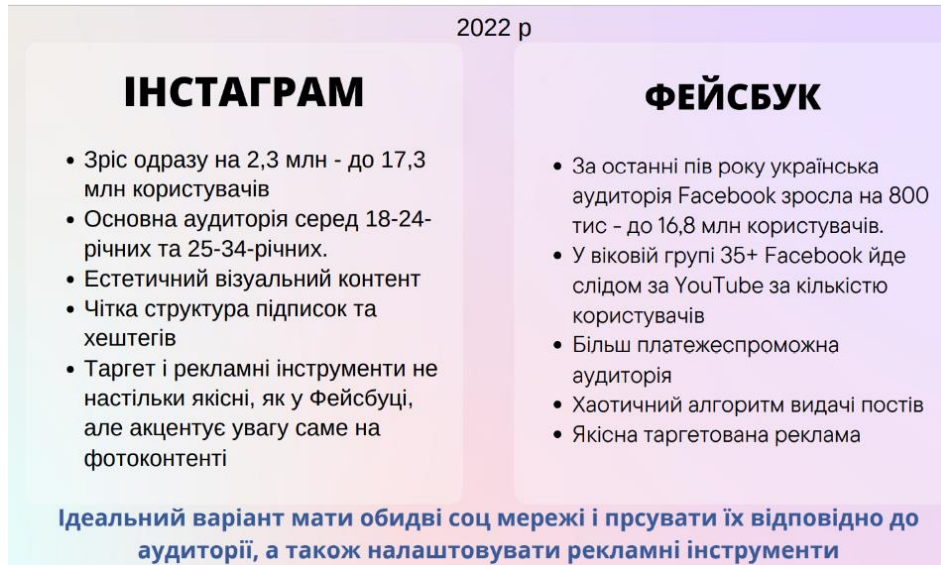 2022 р
ІНСТАГРАМ
• Зріс одразу на 2,3 млн - до 17,3
млн користувачів
• Основна аудиторія серед 18-24-
річних та 25-34-річних.
• Естетичний візуальний контент
• Чітка структура підписок та
хештегів
• Таргет і рекламні інструменти не
настільки якісні, як у Фейсбуці,
але акцентує увагу саме на
фотоконтенті
ФЕЙСБУК
• За останні пів року українська
аудиторія Facebook зросла на 800
тис - до 16,8 млн користувачів.
• У віковій групі 35+ Facebook йде
слідом за YouTube за кількістю
користувачів
• Більш платежеспроможна
аудиторія
• Хаотичний алгоритм видачі постів
• Якісна таргетована реклама
Ідеальний варіант мати обидві соц мережі і прсувати їх відповідно до
аудиторії, а також налаштовувати рекламні інструменти